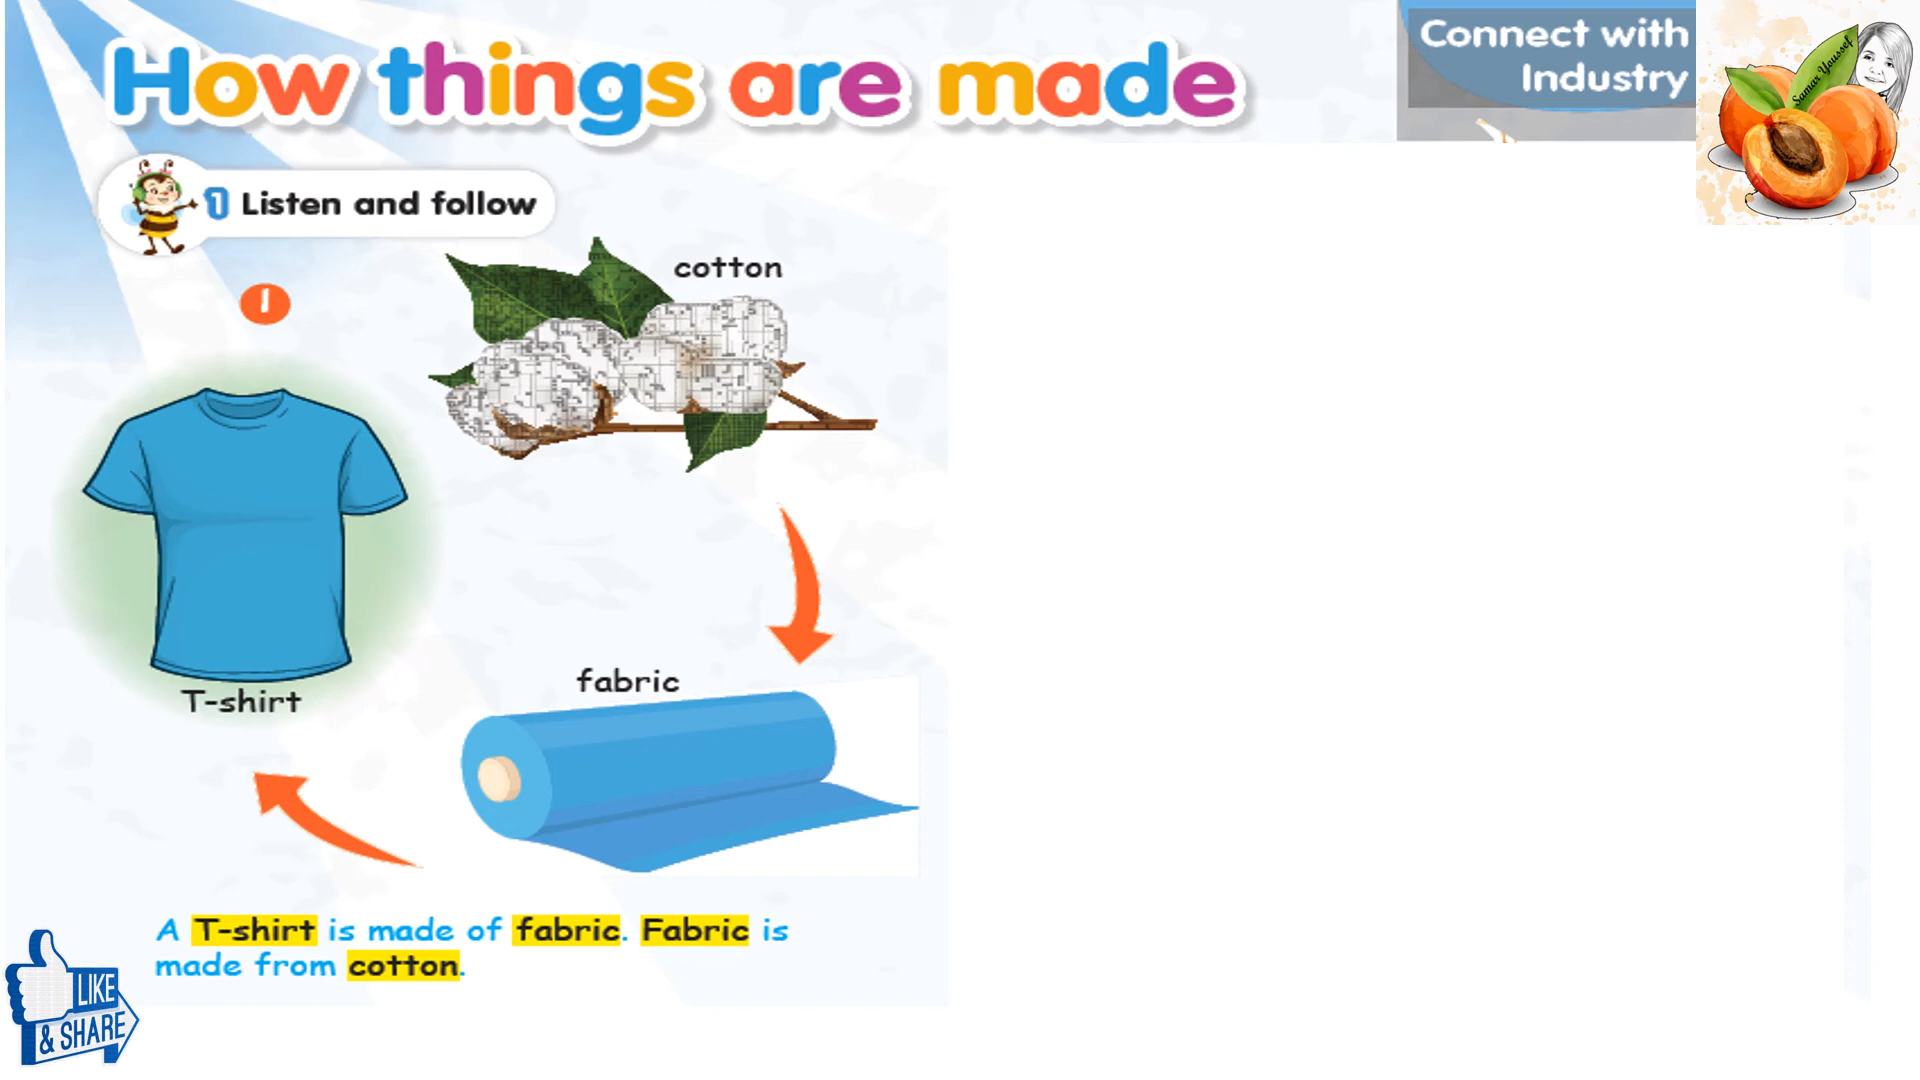 How things are made
Connect with
Industry
Samar Youssef
1 Listen and follow
1
cotton
T-shirt
fabric
A T-shirt is made of fabric. Fabric is
made from cotton.
LIKE
& SHARE